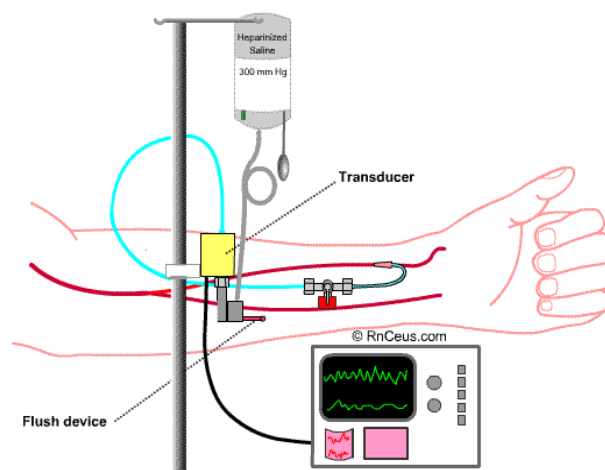 Heparinized
Saline
300 mm Hg
Transducer
© RnCeus.com
Flush device